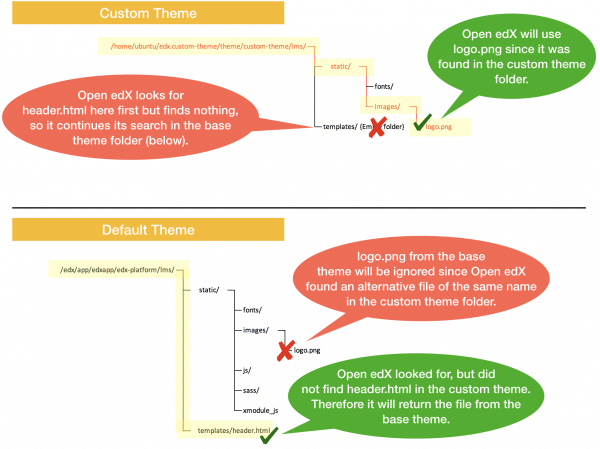 Custom Theme
Open edX will use
logo.png since it was
found in the custom theme
folder.
/home/ubuntu/edx.custom-theme/theme/custom-theme/lms/
static/
fonts/
images/
logo.png
Open edX looks for
header.html here first but finds nothing,
so it continues its search in the base
theme folder (below).
templates/ {Em folder}
Default Theme
/edx/app/edxapp/edx-platform/lms/
static/
fonts/
images/
logo.png
js/
sass/
xmodule_js
templates/header.html
logo.png from the base
theme will be ignored since Open edX
found an alternative file of the same name
in the custom theme folder.
Open edX looked for, but did
not find header.html in the custom theme.
Therefore it will return the file from the
base theme.